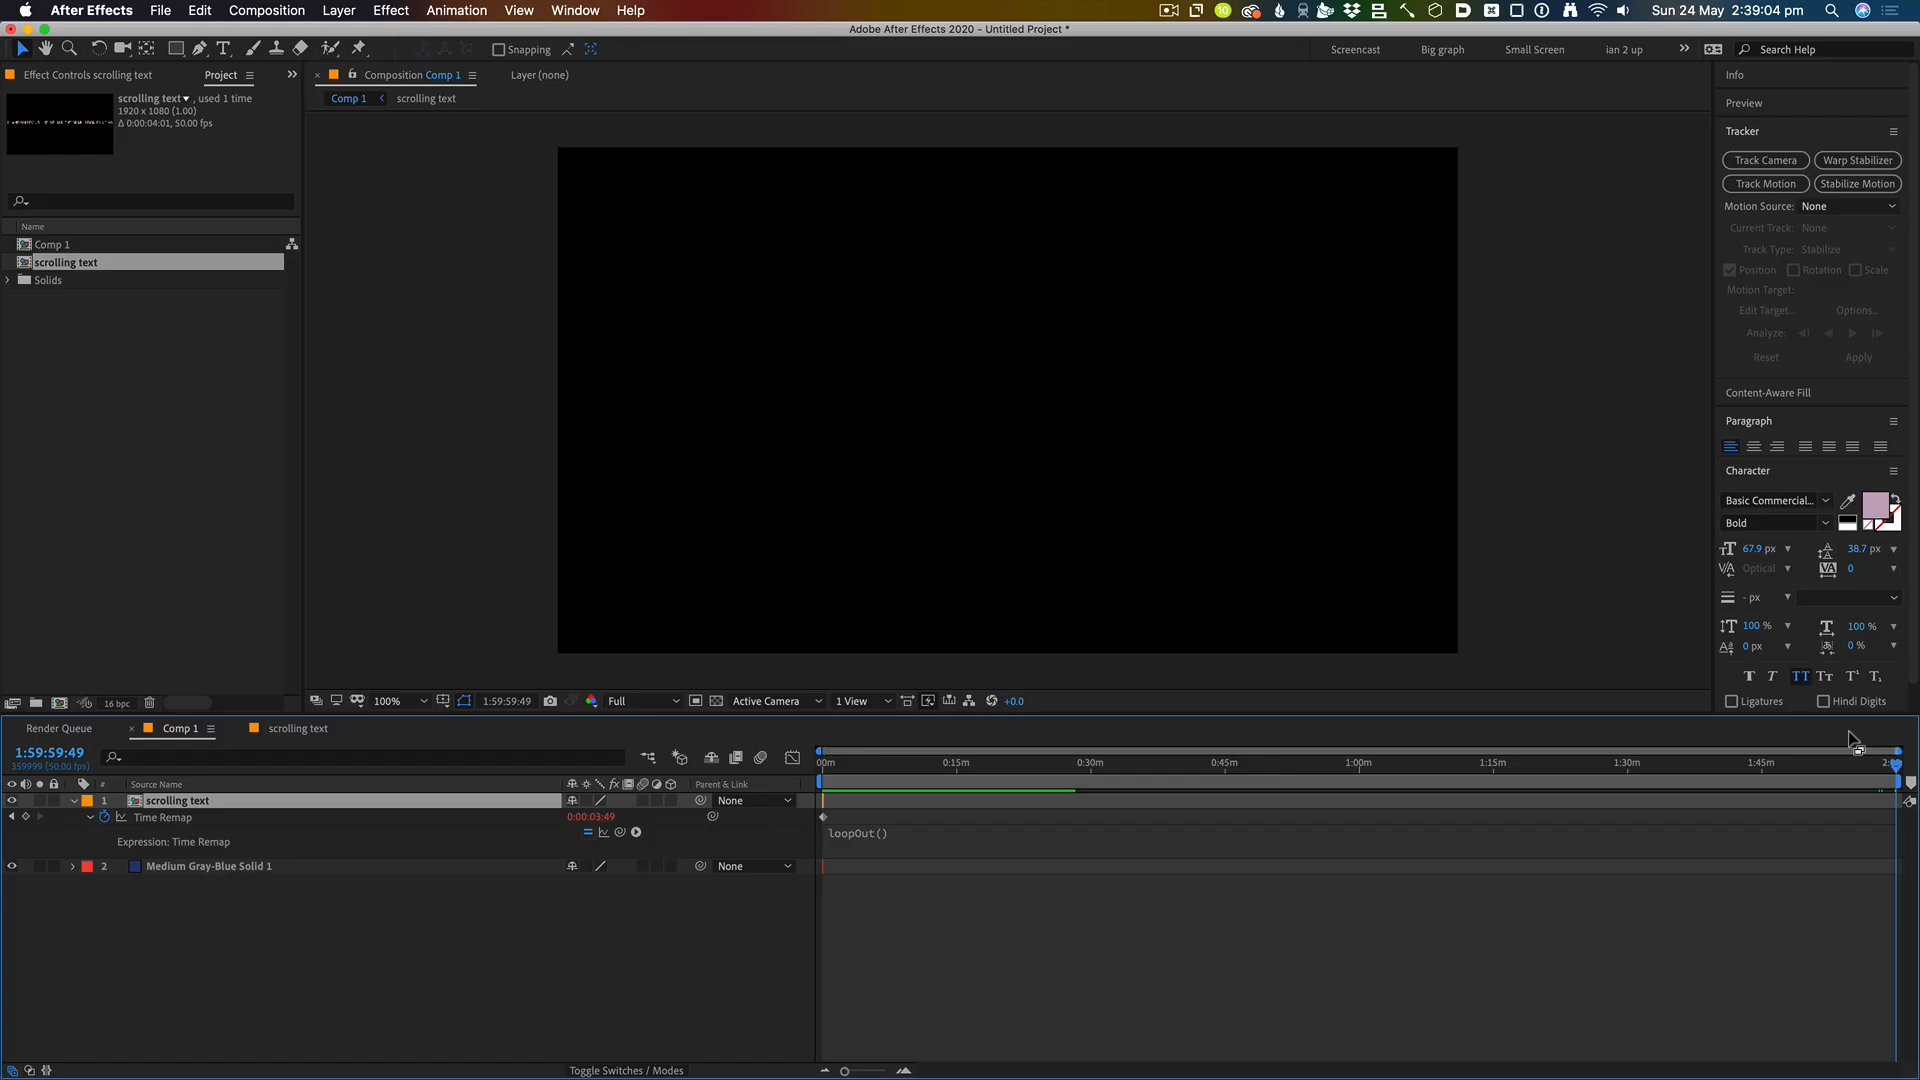 After Effects File Edit Composition Layer Effect Animation View Window Help
10
Sun 24 May 2:39:04 pm
Adobe After Effects 2020 - Untitled Project *
Snapping
Screencast Big graph Small Screen ian 2 up
Search Help
Effect Controls scrolling text Project
Composition Comp 1
Layer (none)
Comp 1 scrolling text
scrolling text , used 1 time
1920 x 1080 (1.00)
Δ 0:00:04:01, 50.00 fps
Name
Comp 1
scrolling text
Solids
Info
Preview
Tracker
Track Camera Warp Stabilizer
Track Motion Stabilize Motion
Motion Source: None
Current Track: None
Track Type: Stabilize
Position Rotation Scale
Motion Target:
Edit Target... Options...
Analyze:
Reset Apply
Content-Aware Fill
Paragraph
Character
Basic Commercial...
Bold
67.9 px 38.7 px
Optical 0
- px
100 % 100 %
0 px 0 %
Ligatures Hindi Digits
16 bpc
100% 1:59:59:49 Full Active Camera 1 View +0.0
Render Queue Comp 1 scrolling text
1:59:59:49
359999 (50.00 fps)
:00m 0:15m 0:30m 0:45m 1:00m 1:15m 1:30m 1:45m
# Source Name Parent & Link
1 scrolling text None
Time Remap 0:00:03:49
Expression: Time Remap loopOut()
2 Medium Gray-Blue Solid 1 None
Toggle Switches / Modes